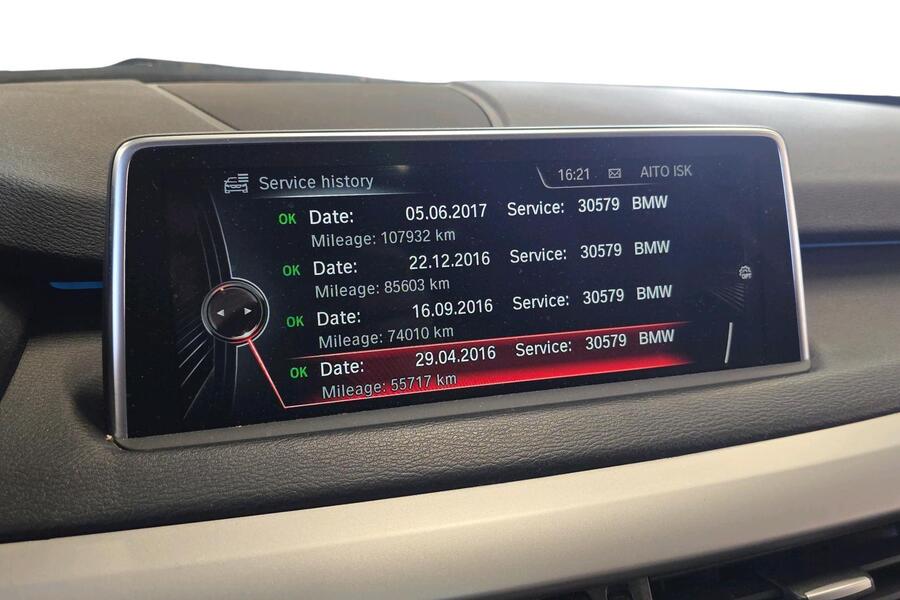 Service history 16:21 AITO ISK
OK Date: 05.06.2017 Service: 30579 BMW
Mileage: 107932 km
OK Date: 22.12.2016 Service: 30579 BMW
Mileage: 85603 km
OK Date: 16.09.2016 Service: 30579 BMW
Mileage: 74010 km
OK Date: 29.04.2016 Service: 30579 BMW
Mileage: 55717 km